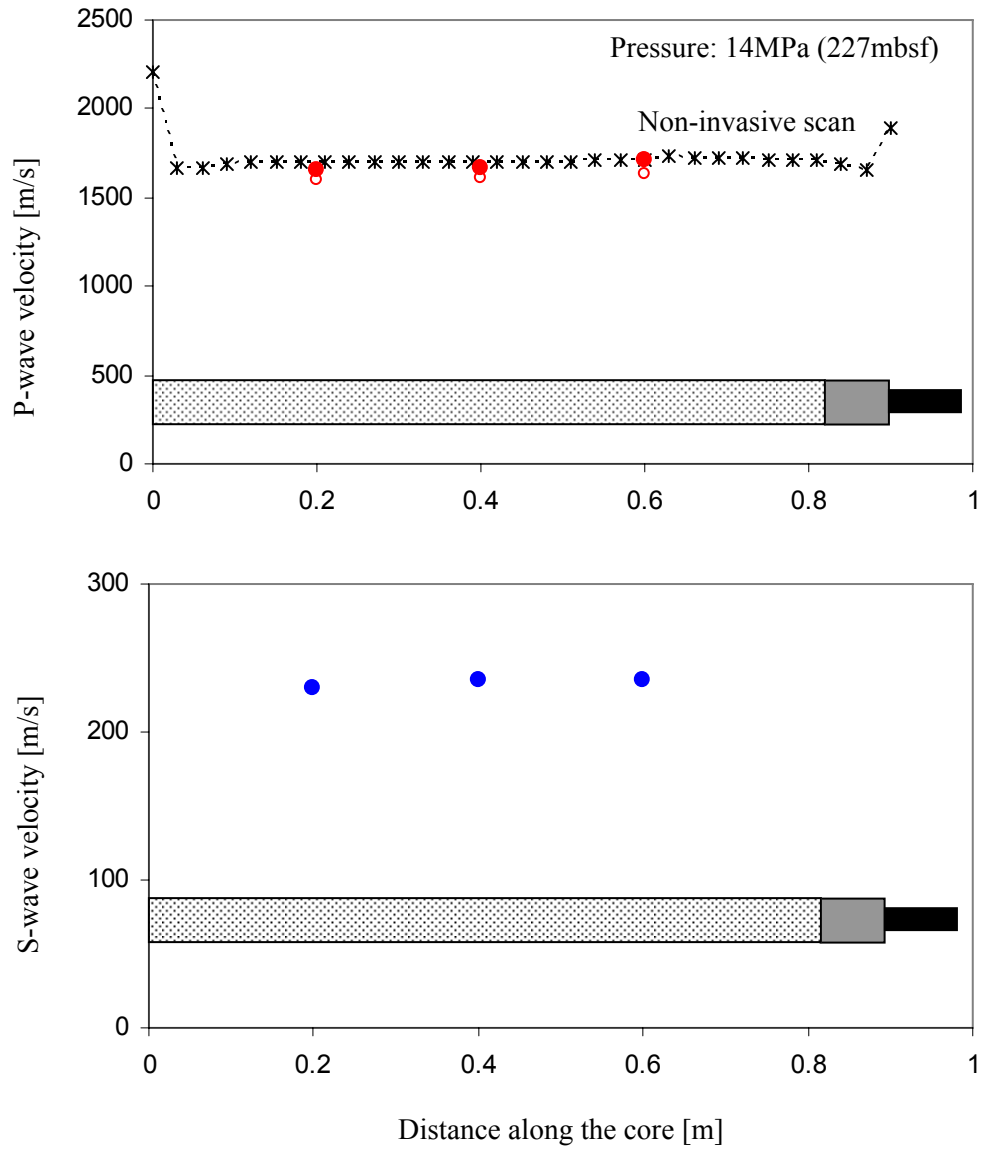 2500
2000
1500
1000
500
0
P-wave velocity [m/s]
Pressure: 14MPa (227mbsf)
Non-invasive scan
0 0.2 0.4 0.6 0.8 1
300
200
100
0
S-wave velocity [m/s]
0 0.2 0.4 0.6 0.8 1
Distance along the core [m]